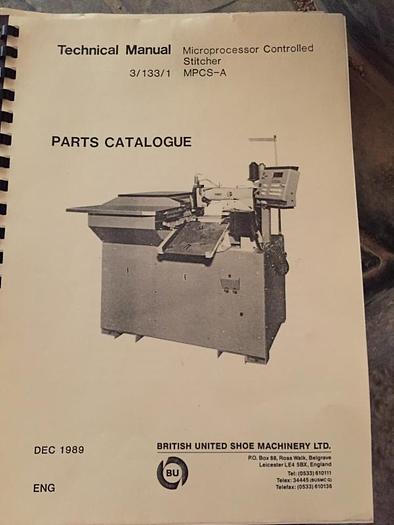 Technical Manual Microprocessor Controlled
Stitcher
3/133/1 MPCS-A
PARTS CATALOGUE
DEC 1989
BRITISH UNITED SHOE MACHINERY LTD.
P.O. Box 88, Ross Walk, Belgrave
Leicester LE4 5BX, England
Tel: (0533) 610111
Telex: 34445 (BUSMC G)
Telefax: (0533) 610136
BU
ENG